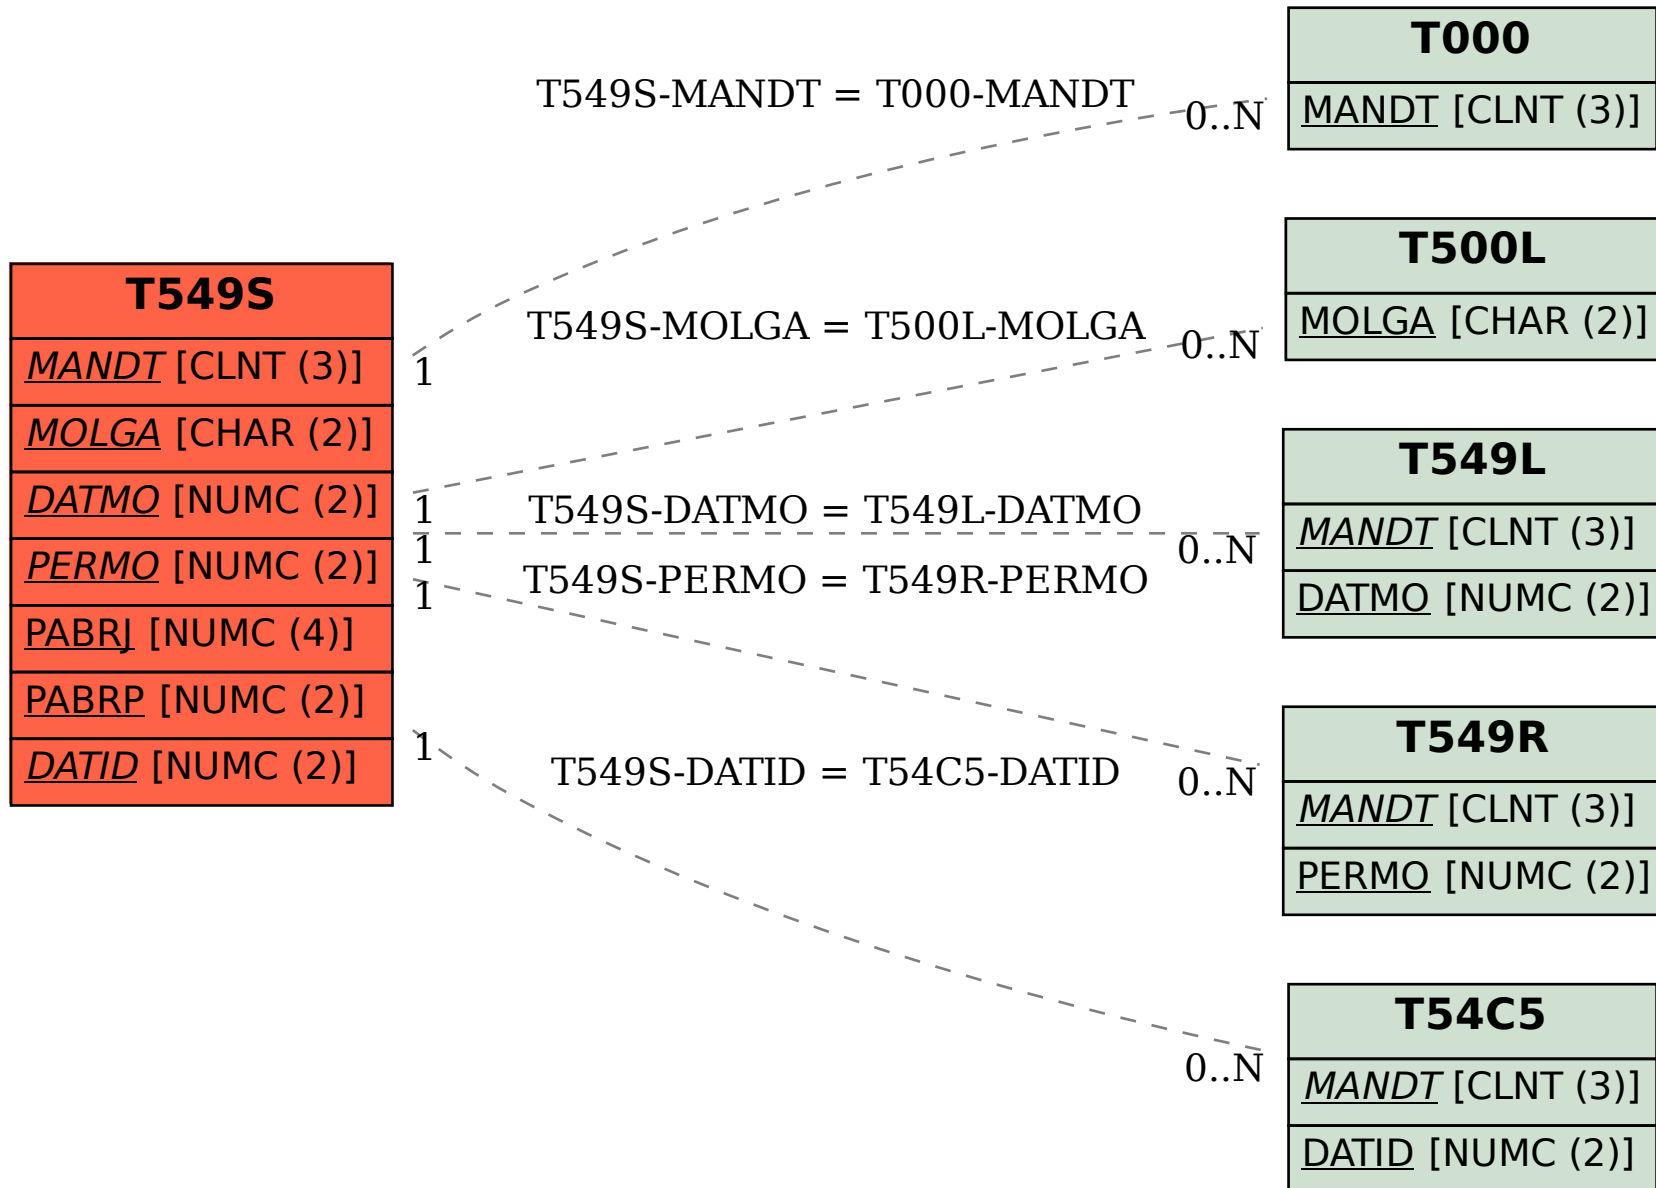 T549S
MANDT [CLNT (3)]
MOLGA [CHAR (2)]
DATMO [NUMC (2)]
PERMO [NUMC (2)]
PABRJ [NUMC (4)]
PABRP [NUMC (2)]
DATID [NUMC (2)]
T549S-MANDT = T000-MANDT
1
0..N
T549S-MOLGA = T500L-MOLGA
1
0..N
T549S-DATMO = T549L-DATMO
1
0..N
T549S-PERMO = T549R-PERMO
1
0..N
T549S-DATID = T54C5-DATID
1
0..N
T000
MANDT [CLNT (3)]
T500L
MOLGA [CHAR (2)]
T549L
MANDT [CLNT (3)]
DATMO [NUMC (2)]
T549R
MANDT [CLNT (3)]
PERMO [NUMC (2)]
T54C5
MANDT [CLNT (3)]
DATID [NUMC (2)]